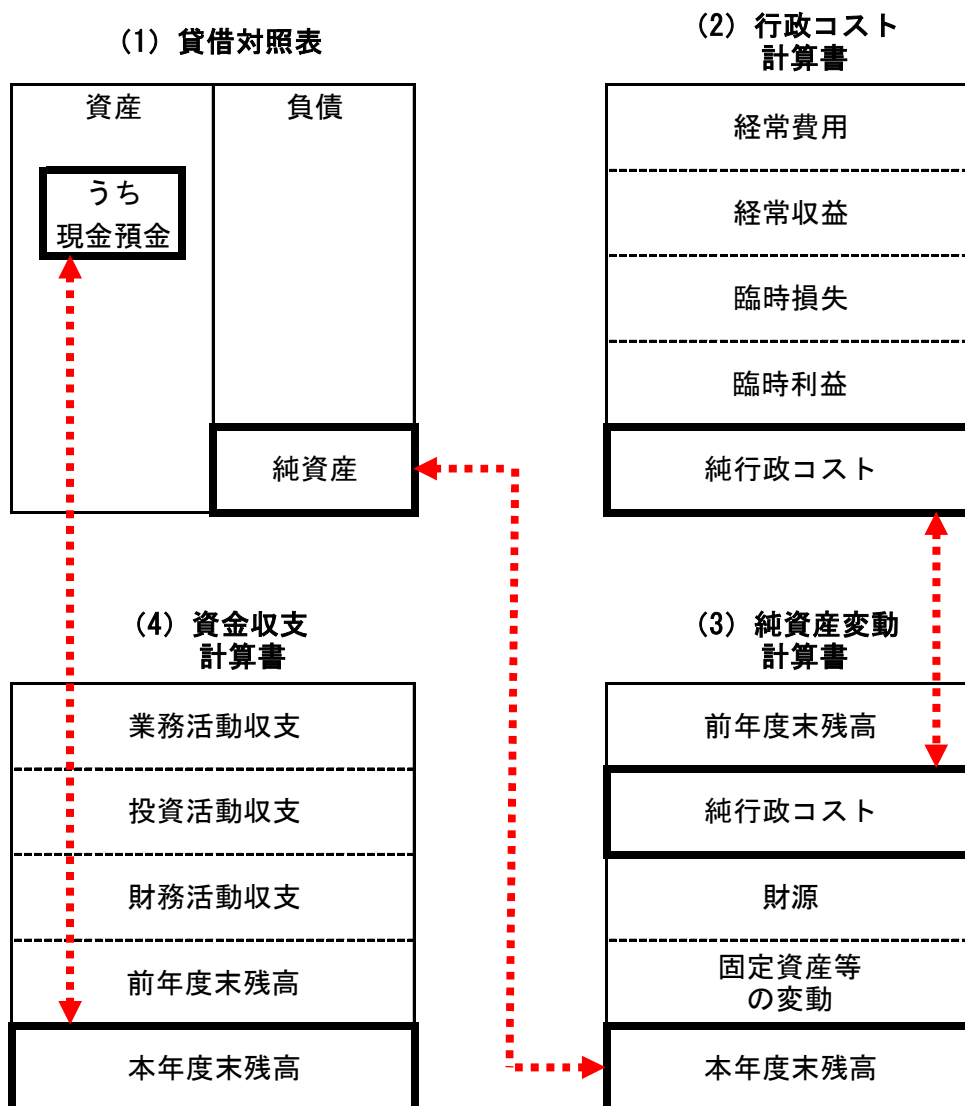 (1) 貸借対照表
資産
負債
うち
現金預金
純資産
(2) 行政コスト
計算書
経常費用
経常収益
臨時損失
臨時利益
純行政コスト
(4) 資金収支
計算書
業務活動収支
投資活動収支
財務活動収支
前年度末残高
本年度末残高
(3) 純資産変動
計算書
前年度末残高
純行政コスト
財源
固定資産等
の変動
本年度末残高